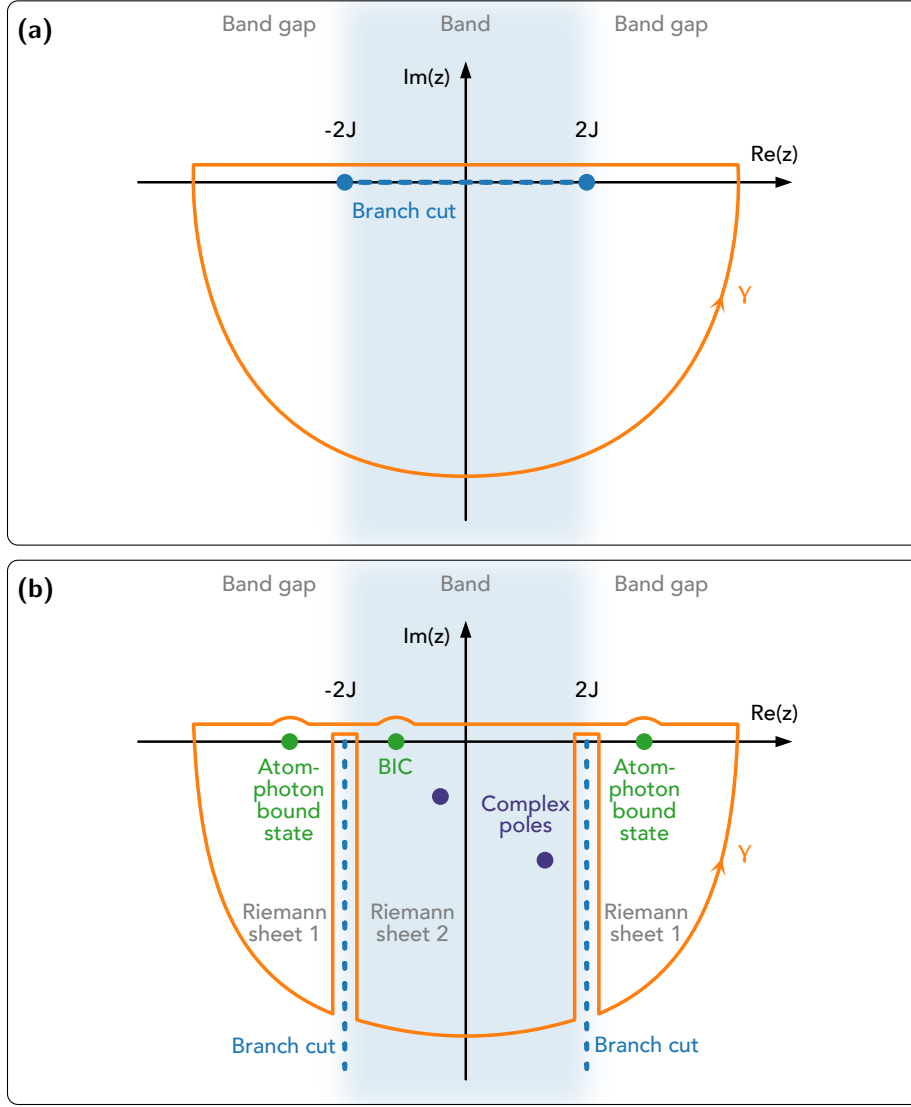 (a)
Band gap
Band
Band gap
Im(z)
-2J
2J
Re(z)
Branch cut
γ
(b)
Band gap
Band
Band gap
Im(z)
-2J
2J
Re(z)
Atom-
photon
bound
state
BIC
Complex
poles
Atom-
photon
bound
state
γ
Riemann
sheet 1
Riemann
sheet 2
Riemann
sheet 1
Branch cut
Branch cut